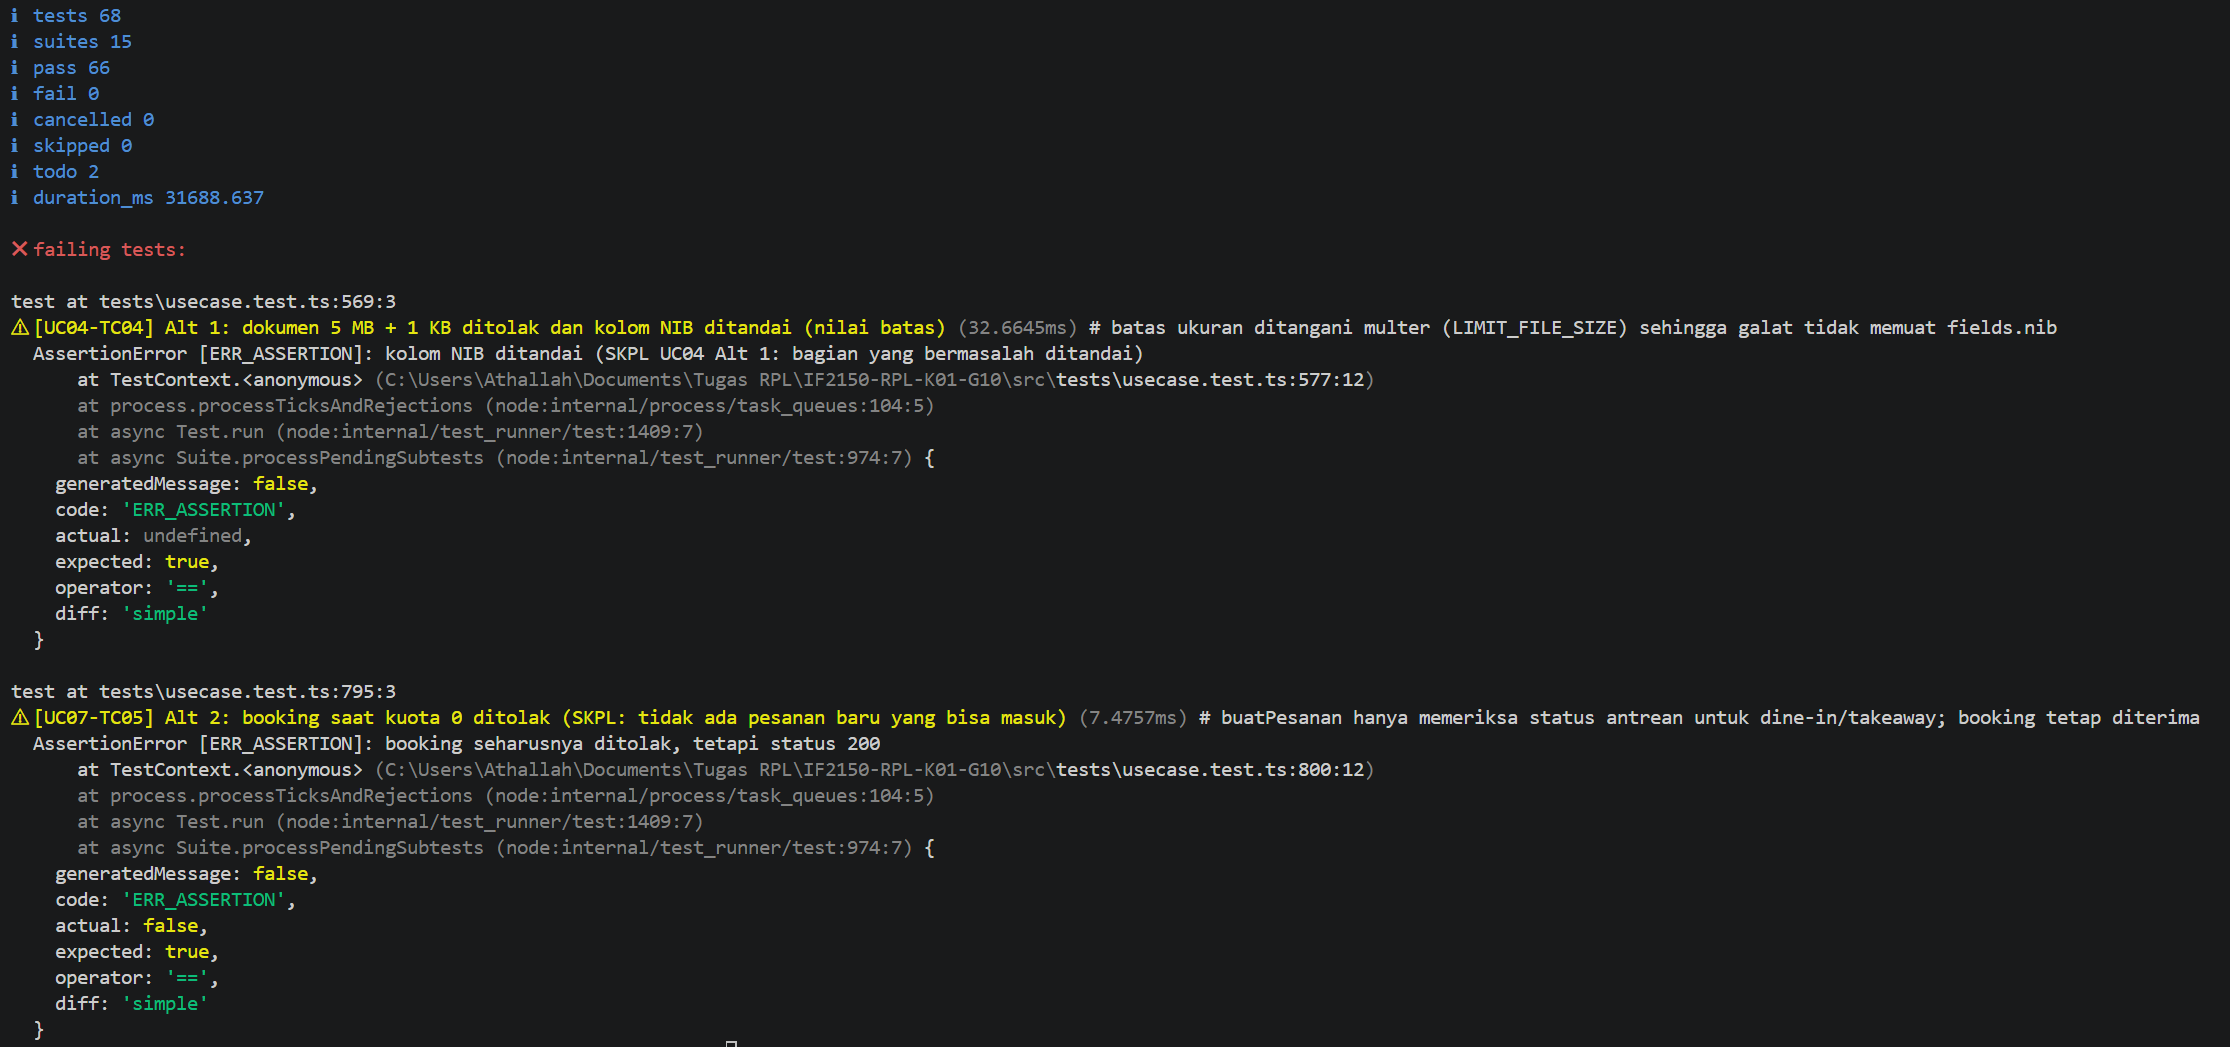 ℹ tests 68
ℹ suites 15
ℹ pass 66
ℹ fail 0
ℹ cancelled 0
ℹ skipped 0
ℹ todo 2
ℹ duration_ms 31688.637
✖ failing tests:
test at tests\usecase.test.ts:569:3
⚠ [UC04-TC04] Alt 1: dokumen 5 MB + 1 KB ditolak dan kolom NIB ditandai (nilai batas) (32.6645ms) # batas ukuran ditangani multer (LIMIT_FILE_SIZE) sehingga galat tidak memuat fields.nib
AssertionError [ERR_ASSERTION]: kolom NIB ditandai (SKPL UC04 Alt 1: bagian yang bermasalah ditandai)
at TestContext.<anonymous> (C:\Users\Athallah\Documents\Tugas RPL\IF2150-RPL-K01-G10\src\tests\usecase.test.ts:577:12)
at process.processTicksAndRejections (node:internal/process/task_queues:104:5)
at async Test.run (node:internal/test_runner/test:1409:7)
at async Suite.processPendingSubtests (node:internal/test_runner/test:974:7) {
generatedMessage: false,
code: 'ERR_ASSERTION',
actual: undefined,
expected: true,
operator: '==',
diff: 'simple'
}
test at tests\usecase.test.ts:795:3
⚠ [UC07-TC05] Alt 2: booking saat kuota 0 ditolak (SKPL: tidak ada pesanan baru yang bisa masuk) (7.4757ms) # buatPesanan hanya memeriksa status antrean untuk dine-in/takeaway; booking tetap diterima
AssertionError [ERR_ASSERTION]: booking seharusnya ditolak, tetapi status 200
at TestContext.<anonymous> (C:\Users\Athallah\Documents\Tugas RPL\IF2150-RPL-K01-G10\src\tests\usecase.test.ts:800:12)
at process.processTicksAndRejections (node:internal/process/task_queues:104:5)
at async Test.run (node:internal/test_runner/test:1409:7)
at async Suite.processPendingSubtests (node:internal/test_runner/test:974:7) {
generatedMessage: false,
code: 'ERR_ASSERTION',
actual: false,
expected: true,
operator: '==',
diff: 'simple'
}